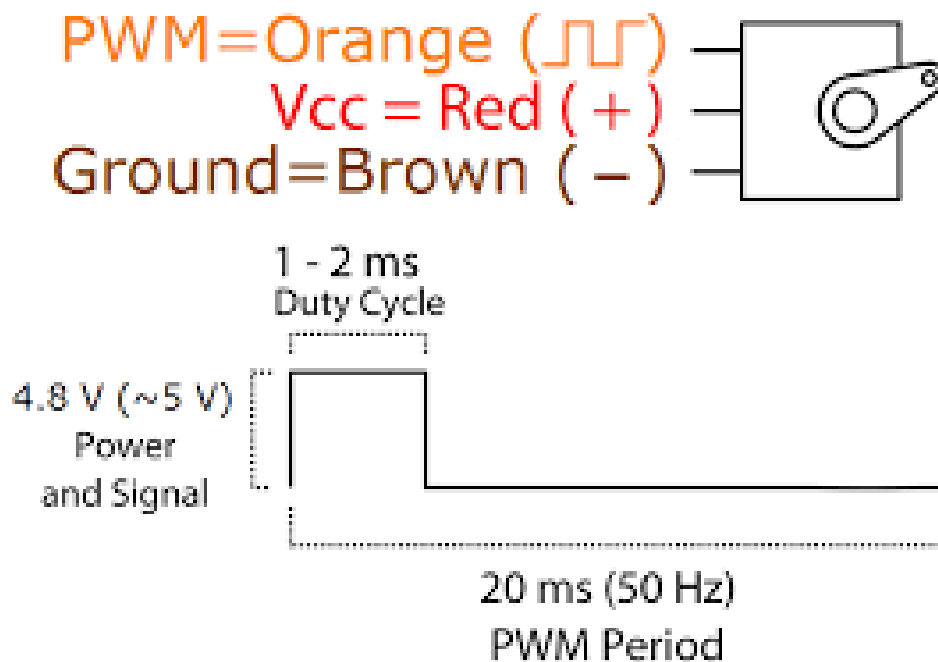 PWM=Orange (⎍⎍)
Vcc = Red ( + )
Ground=Brown ( − )
1 - 2 ms
Duty Cycle
4.8 V (~5 V)
Power
and Signal
20 ms (50 Hz)
PWM Period